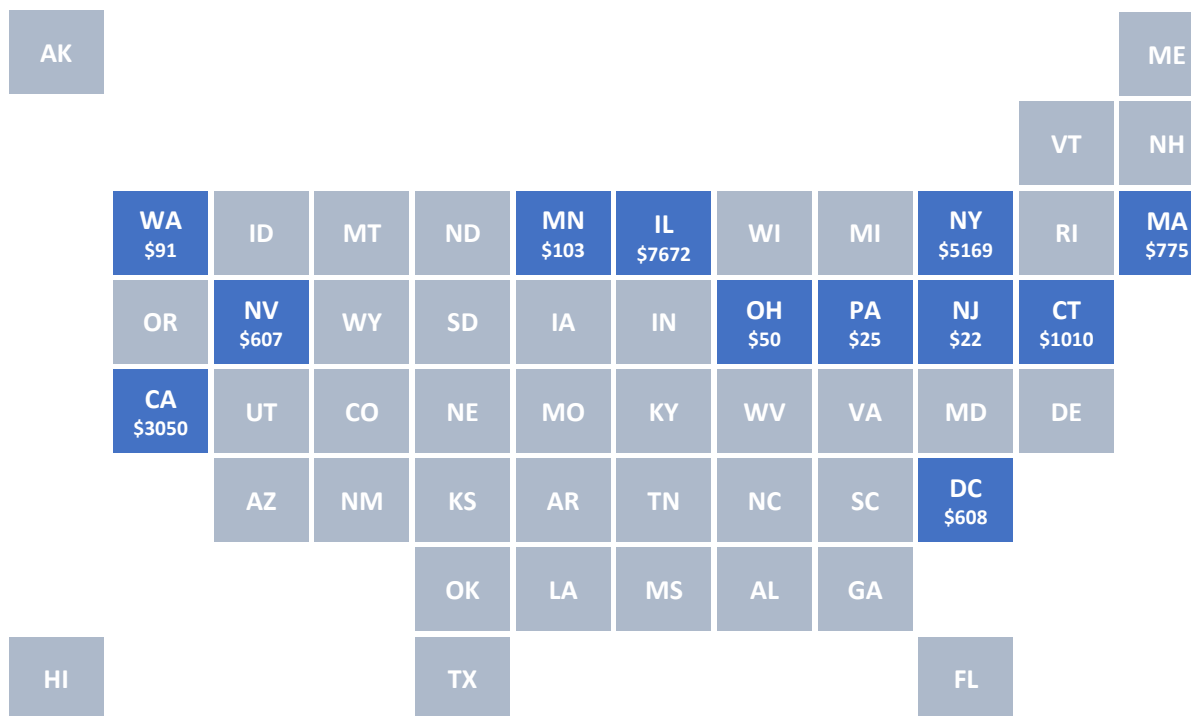 AK
ME
VT
NH
WA
$91
ID
MT
ND
MN
$103
IL
$7672
WI
MI
NY
$5169
RI
MA
$775
OR
NV
$607
WY
SD
IA
IN
OH
$50
PA
$25
NJ
$22
CT
$1010
CA
$3050
UT
CO
NE
MO
KY
WV
VA
MD
DE
AZ
NM
KS
AR
TN
NC
SC
DC
$608
OK
LA
MS
AL
GA
HI
TX
FL